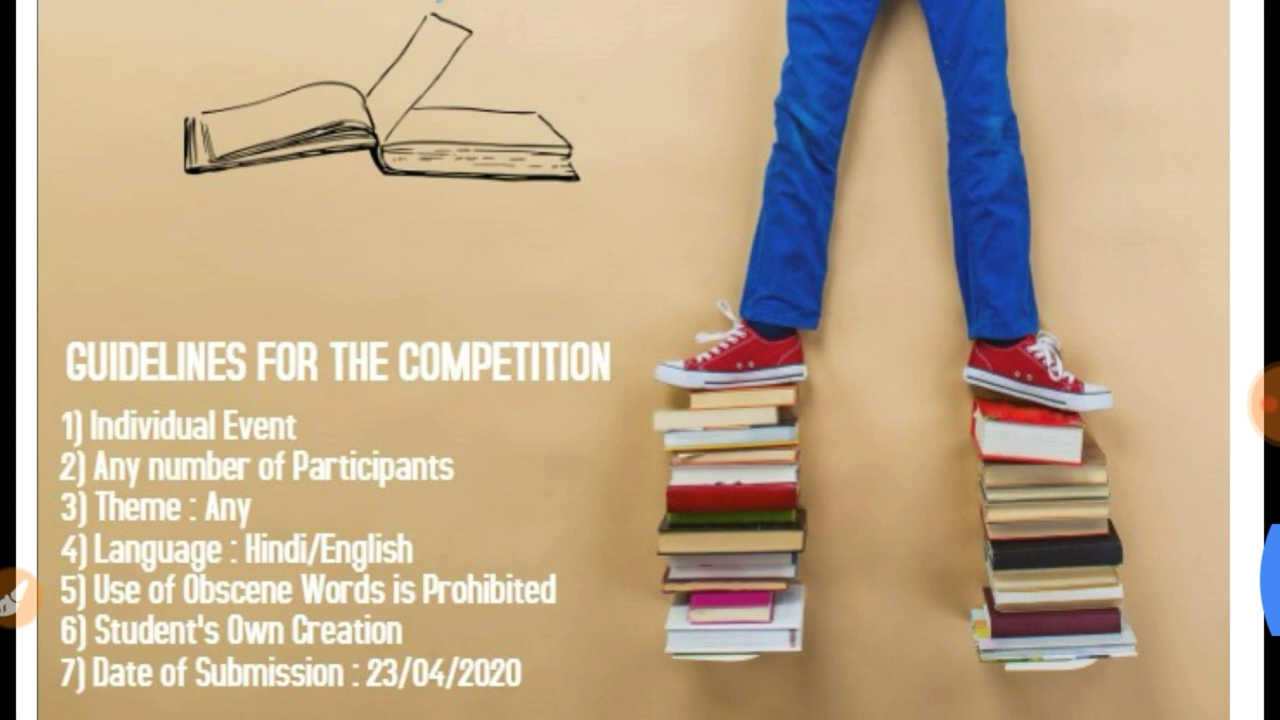 GUIDELINES FOR THE COMPETITION
1) Individual Event
2) Any number of Participants
3) Theme : Any
4) Language : Hindi/English
5) Use of Obscene Words is Prohibited
6) Student's Own Creation
7) Date of Submission : 23/04/2020